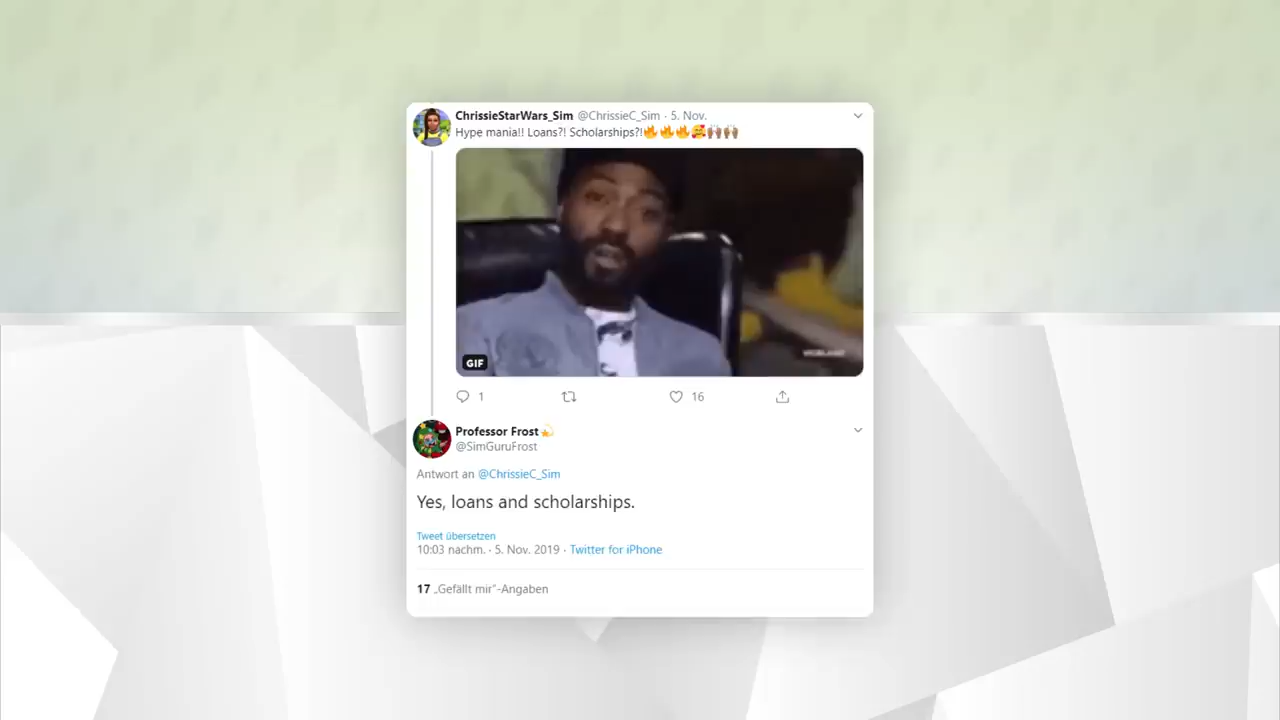 ChrissieStarWars_Sim @ChrissieC_Sim · 5. Nov.
Hype mania!! Loans?! Scholarships?!🔥🔥🔥🥰🙌🏾🙌🏾
GIF
1 16
Professor Frost💫
@SimGuruFrost
Antwort an @ChrissieC_Sim
Yes, loans and scholarships.
Tweet übersetzen
10:03 nachm. · 5. Nov. 2019 · Twitter for iPhone
17 „Gefällt mir“-Angaben